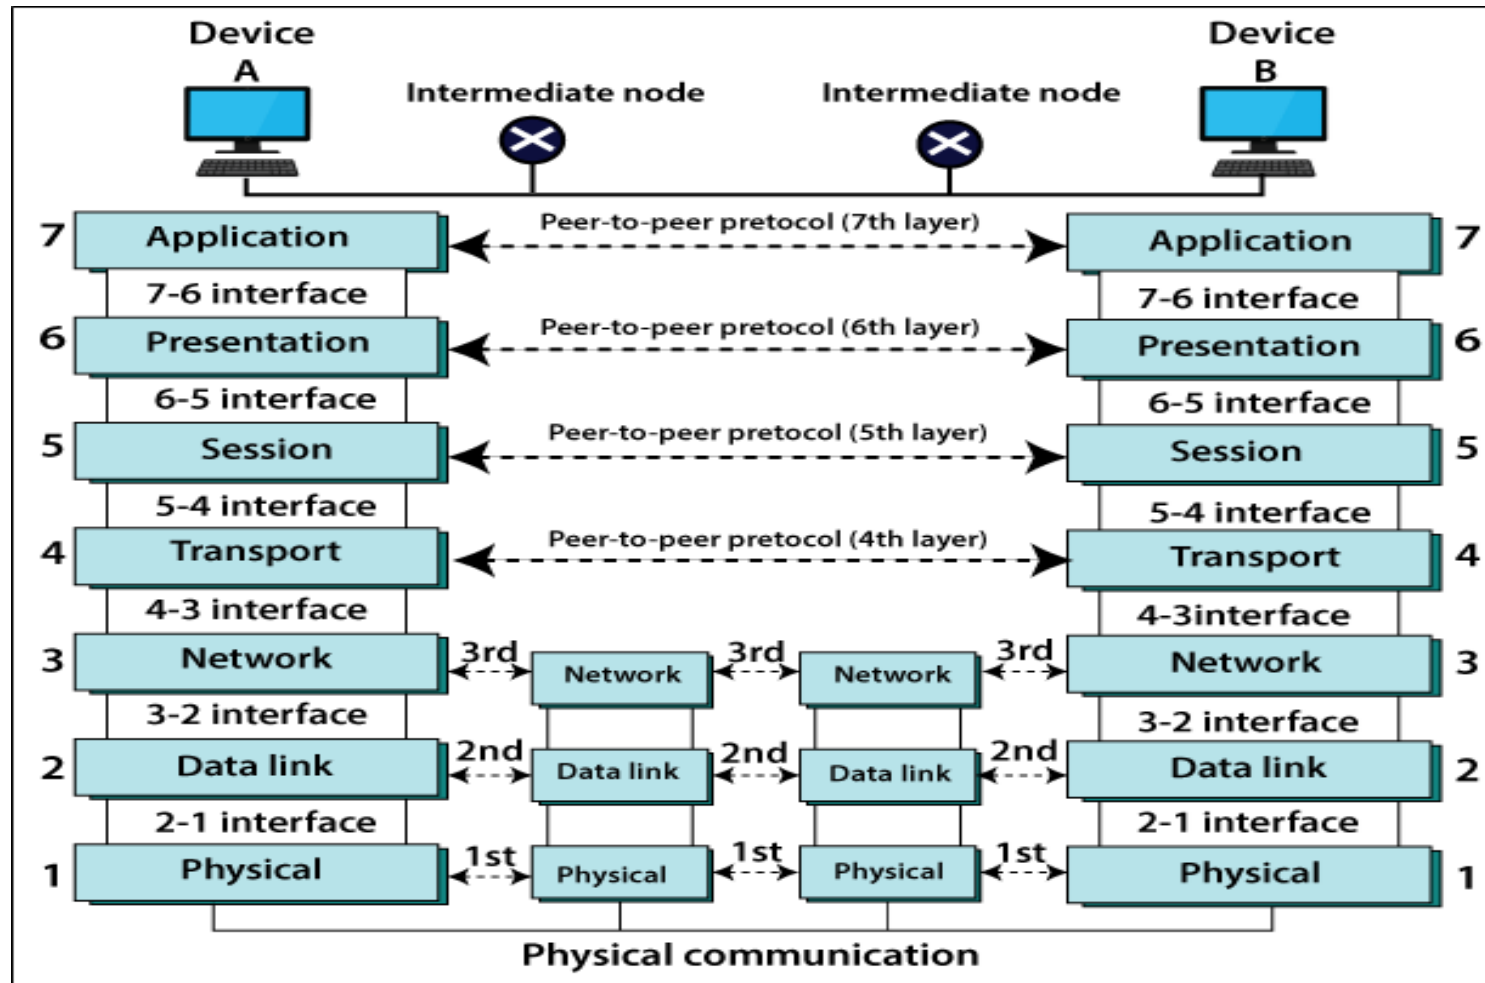 Device
A
Device
B
Intermediate node
Intermediate node
7
Application
Peer-to-peer pretocol (7th layer)
Application
7
7-6 interface
7-6 interface
6
Presentation
Peer-to-peer pretocol (6th layer)
Presentation
6
6-5 interface
6-5 interface
5
Session
Peer-to-peer pretocol (5th layer)
Session
5
5-4 interface
5-4 interface
4
Transport
Peer-to-peer pretocol (4th layer)
Transport
4
4-3 interface
4-3interface
3
Network
3rd
Network
3rd
Network
3rd
Network
3
3-2 interface
3-2 interface
2
Data link
2nd
Data link
2nd
Data link
2nd
Data link
2
2-1 interface
2-1 interface
1
Physical
1st
Physical
1st
Physical
1st
Physical
1
Physical communication